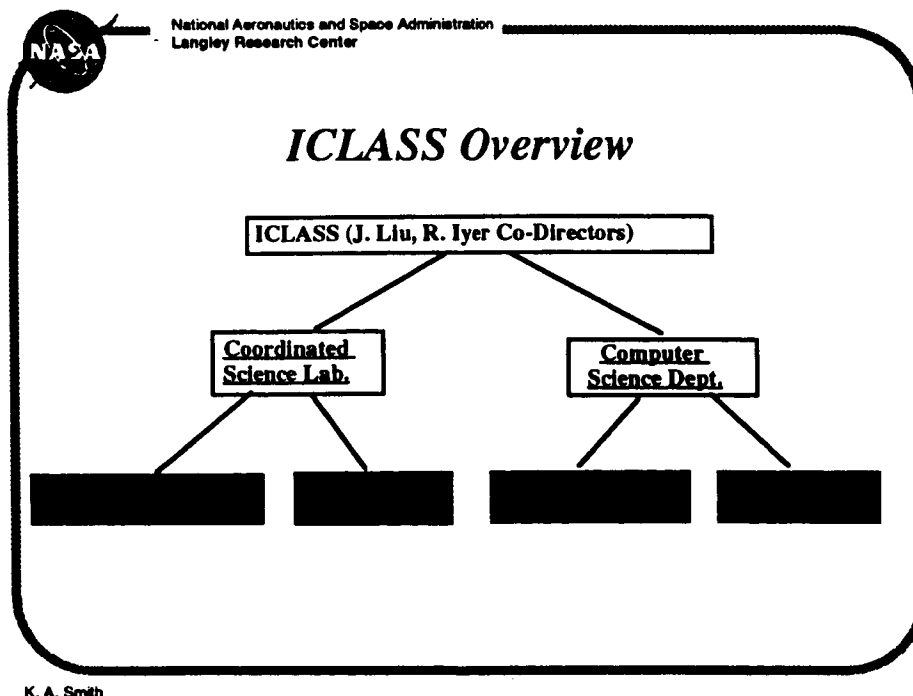 National Aeronautics and Space Administration
Langley Research Center
NASA
ICLASS Overview
ICLASS (J. Liu, R. Iyer Co-Directors)
Coordinated
Science Lab.
Computer
Science Dept.
K. A. Smith